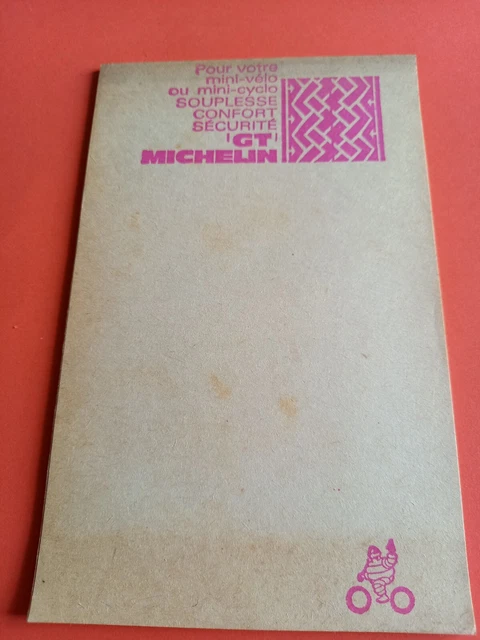 Pour votre
mini-vélo
ou mini-cyclo
SOUPLESSE
CONFORT
SÉCURITÉ
GT
MICHELIN